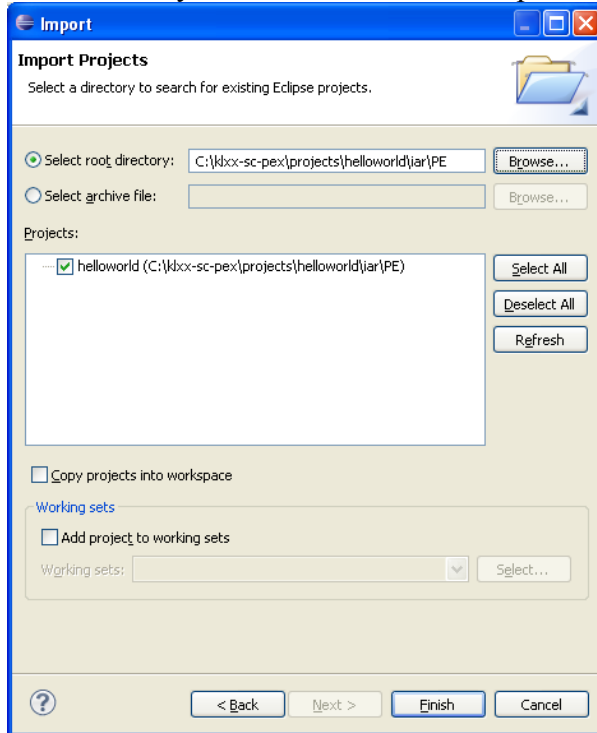 Import
Import Projects
Select a directory to search for existing Eclipse projects.
Select root directory: C:\klxx-sc-pex\projects\helloworld\iar\PE Browse...
Select archive file: Browse...
Projects:
helloworld (C:\klxx-sc-pex\projects\helloworld\iar\PE)
Select All
Deselect All
Refresh
Copy projects into workspace
Working sets
Add project to working sets
Working sets: Select...
? < Back Next > Finish Cancel